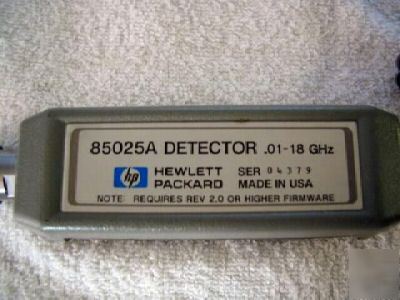 85025A DETECTOR .01-18 GHz
hp HEWLETT PACKARD
SER 04379
MADE IN USA
NOTE: REQUIRES REV 2.0 OR HIGHER FIRMWARE